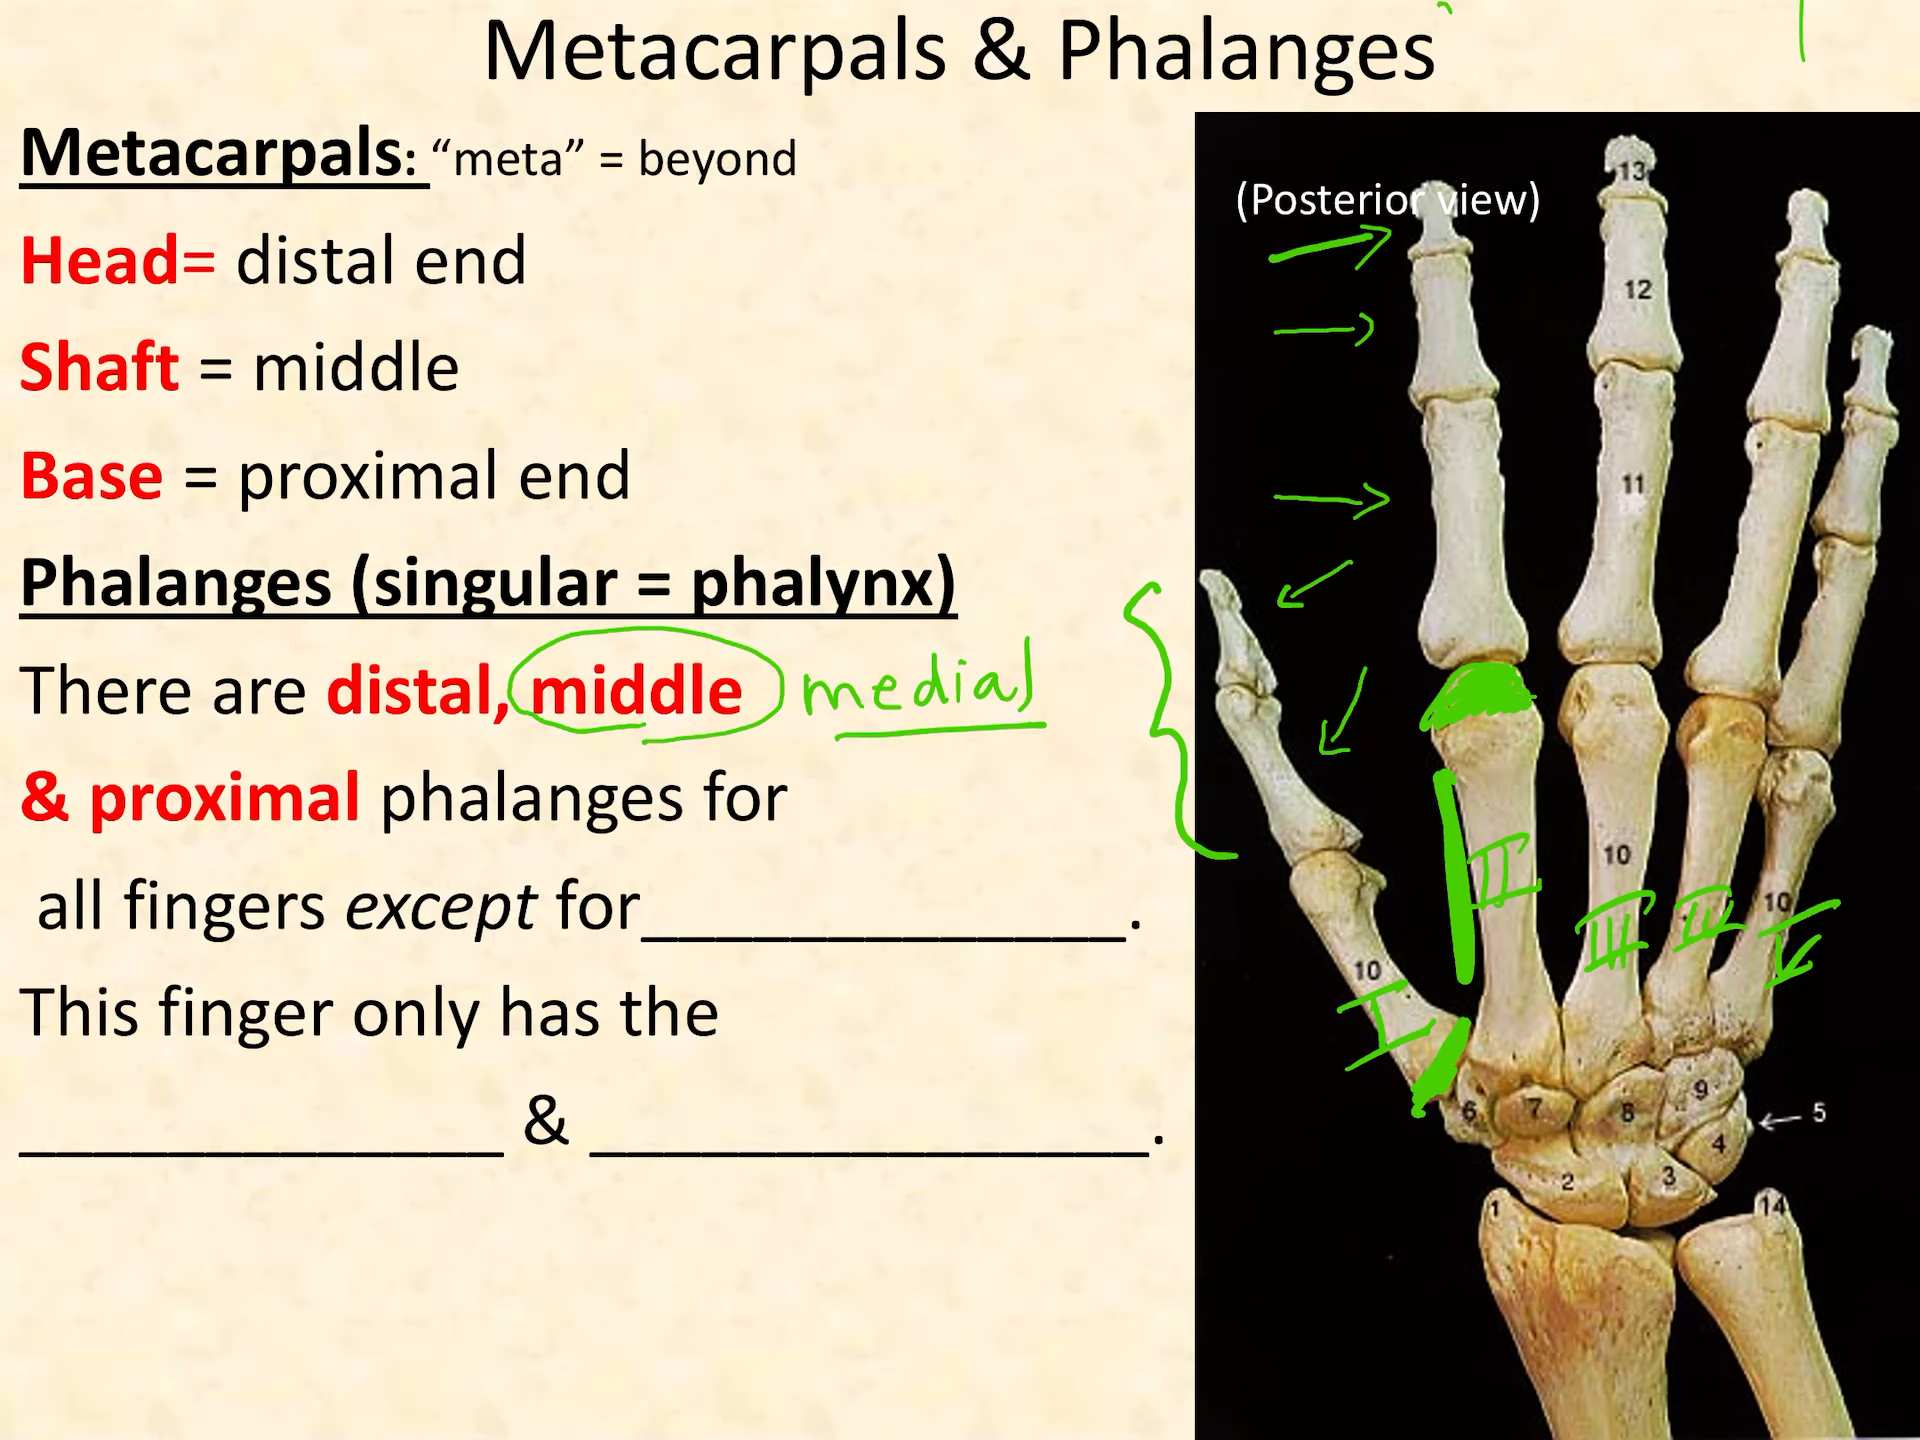 Metacarpals & Phalanges
Metacarpals: “meta” = beyond
Head= distal end
Shaft = middle
Base = proximal end
Phalanges (singular = phalynx)
There are distal, middle medial
& proximal phalanges for
all fingers except for_____________.
This finger only has the
_____________ & _______________.
(Posterior view)
13
12
11
10
10
10
II
III
IV
V
I
6
7
8
9
5
4
2
3
1
14